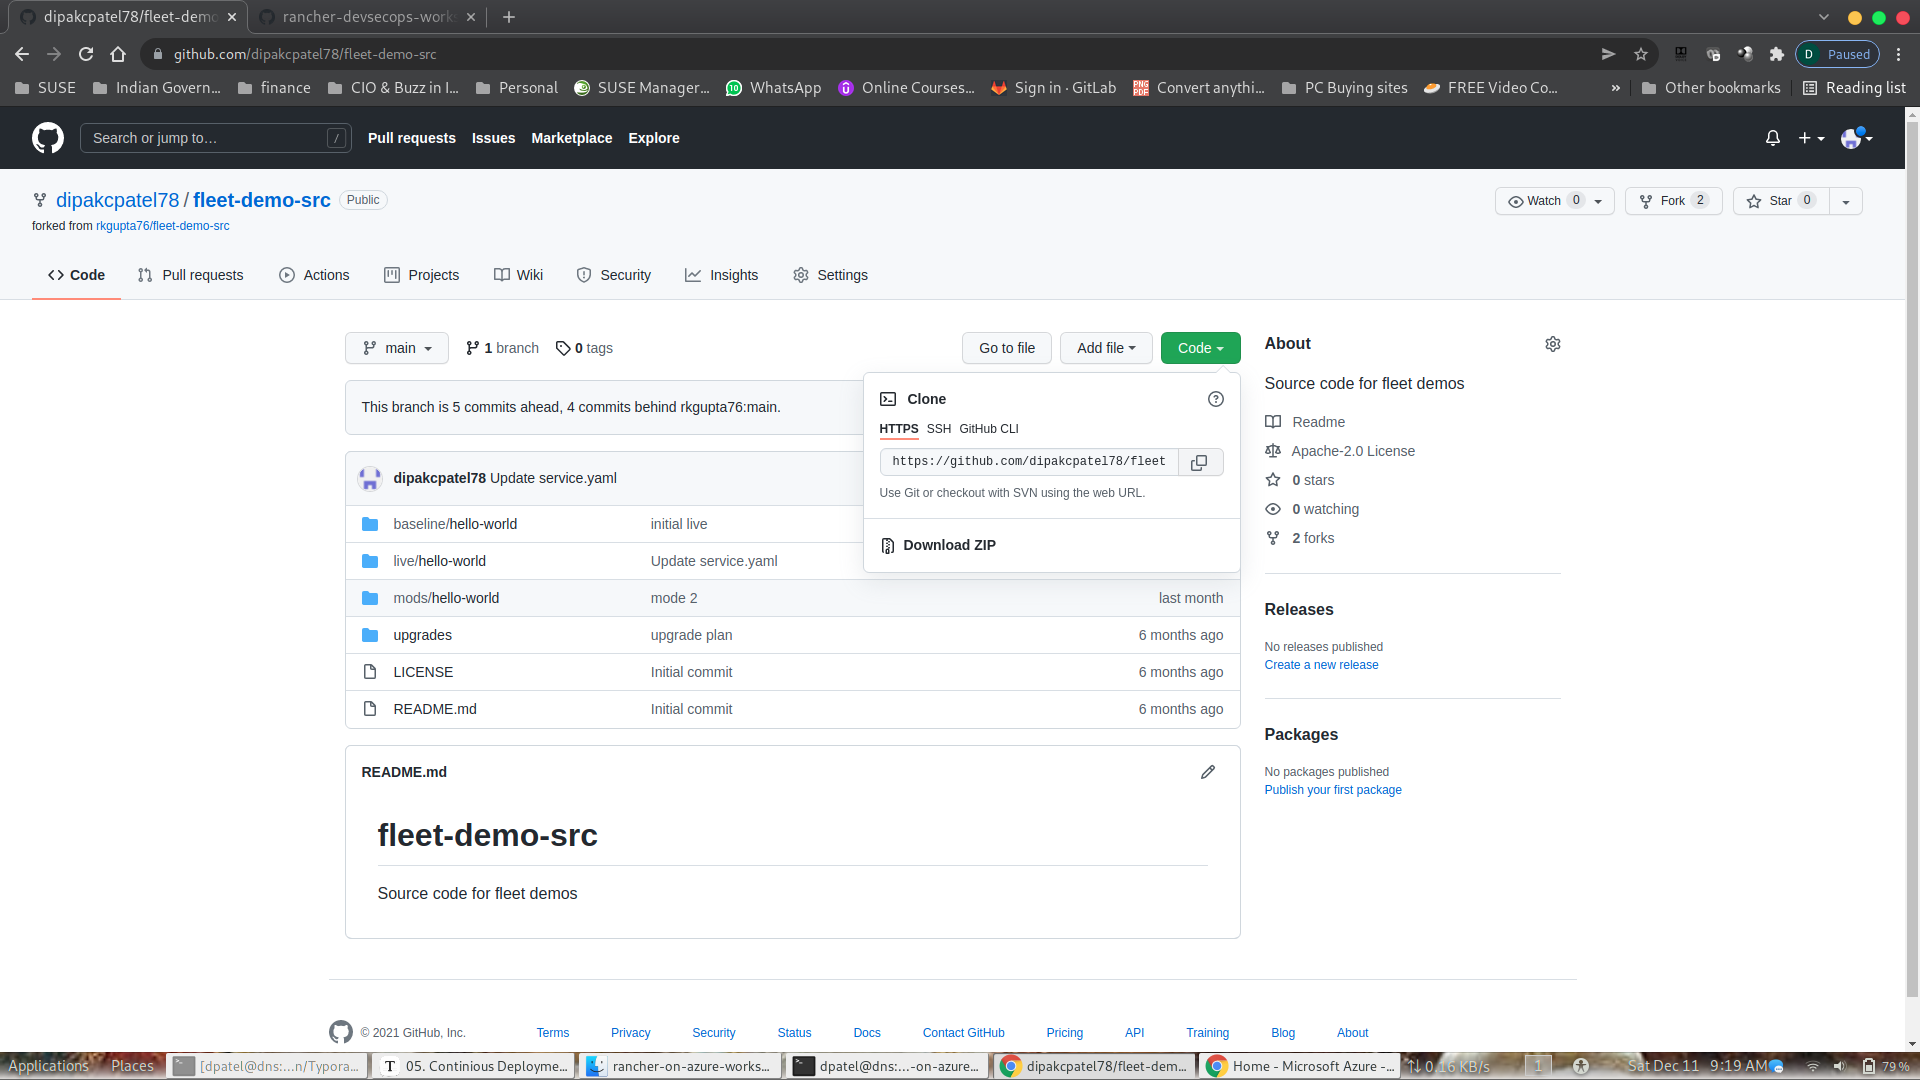 dipakcpatel78/fleet-demo
rancher-devsecops-works
github.com/dipakcpatel78/fleet-demo-src
D Paused
SUSE Indian Govern... finance CIO & Buzz in I... Personal SUSE Manager... WhatsApp Online Courses... Sign in · GitLab Convert anythi... PC Buying sites FREE Video Co... » Other bookmarks Reading list
Search or jump to... /
Pull requests Issues Marketplace Explore
dipakcpatel78 / fleet-demo-src Public
forked from rkgupta76/fleet-demo-src
Watch 0 Fork 2 Star 0
Code Pull requests Actions Projects Wiki Security Insights Settings
main 1 branch 0 tags Go to file Add file Code
This branch is 5 commits ahead, 4 commits behind rkgupta76:main.
Clone
HTTPS SSH GitHub CLI
https://github.com/dipakcpatel78/fleet
Use Git or checkout with SVN using the web URL.
Download ZIP
dipakcpatel78 Update service.yaml
baseline/hello-world initial live
live/hello-world Update service.yaml
mods/hello-world mode 2 last month
upgrades upgrade plan 6 months ago
LICENSE Initial commit 6 months ago
README.md Initial commit 6 months ago
README.md
fleet-demo-src
Source code for fleet demos
About
Source code for fleet demos
Readme
Apache-2.0 License
0 stars
0 watching
2 forks
Releases
No releases published
Create a new release
Packages
No packages published
Publish your first package
© 2021 GitHub, Inc. Terms Privacy Security Status Docs Contact GitHub Pricing API Training Blog About
Applications Places [dpatel@dns:...n/Typora... T 05. Continious Deployme... rancher-on-azure-works... dpatel@dns:...-on-azure... dipakcpatel78/fleet-dem... Home - Microsoft Azure -... 0.16 KB/s 1 Sat Dec 11 9:19 AM 79 %